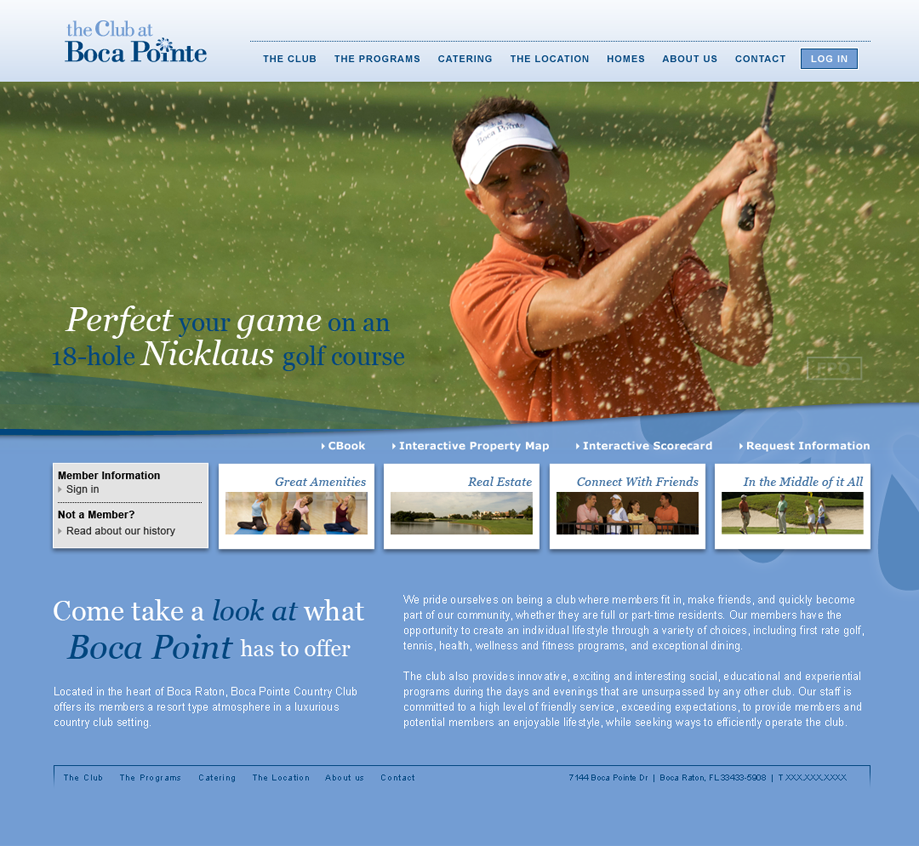 the Club at
Boca Pointe
THE CLUB THE PROGRAMS CATERING THE LOCATION HOMES ABOUT US CONTACT LOG IN
Boca Pointe
Perfect your game on an
18-hole Nicklaus golf course
FPO
CBook Interactive Property Map Interactive Scorecard Request Information
Member Information
Sign in
Not a Member?
Read about our history
Great Amenities
Real Estate
Connect With Friends
In the Middle of it All
Come take a look at what
Boca Point has to offer
Located in the heart of Boca Raton, Boca Pointe Country Club
offers its members a resort type atmosphere in a luxurious
country club setting.
We pride ourselves on being a club where members fit in, make friends, and quickly become
part of our community, whether they are full or part-time residents. Our members have the
opportunity to create an individual lifestyle through a variety of choices, including first rate golf,
tennis, health, wellness and fitness programs, and exceptional dining.
The club also provides innovative, exciting and interesting social, educational and experiential
programs during the days and evenings that are unsurpassed by any other club. Our staff is
committed to a high level of friendly service, exceeding expectations, to provide members and
potential members an enjoyable lifestyle, while seeking ways to efficiently operate the club.
The Club The Programs Catering The Location About us Contact
7144 Boca Pointe Dr | Boca Raton, FL 33433-5908 | T XXX.XXX.XXXX